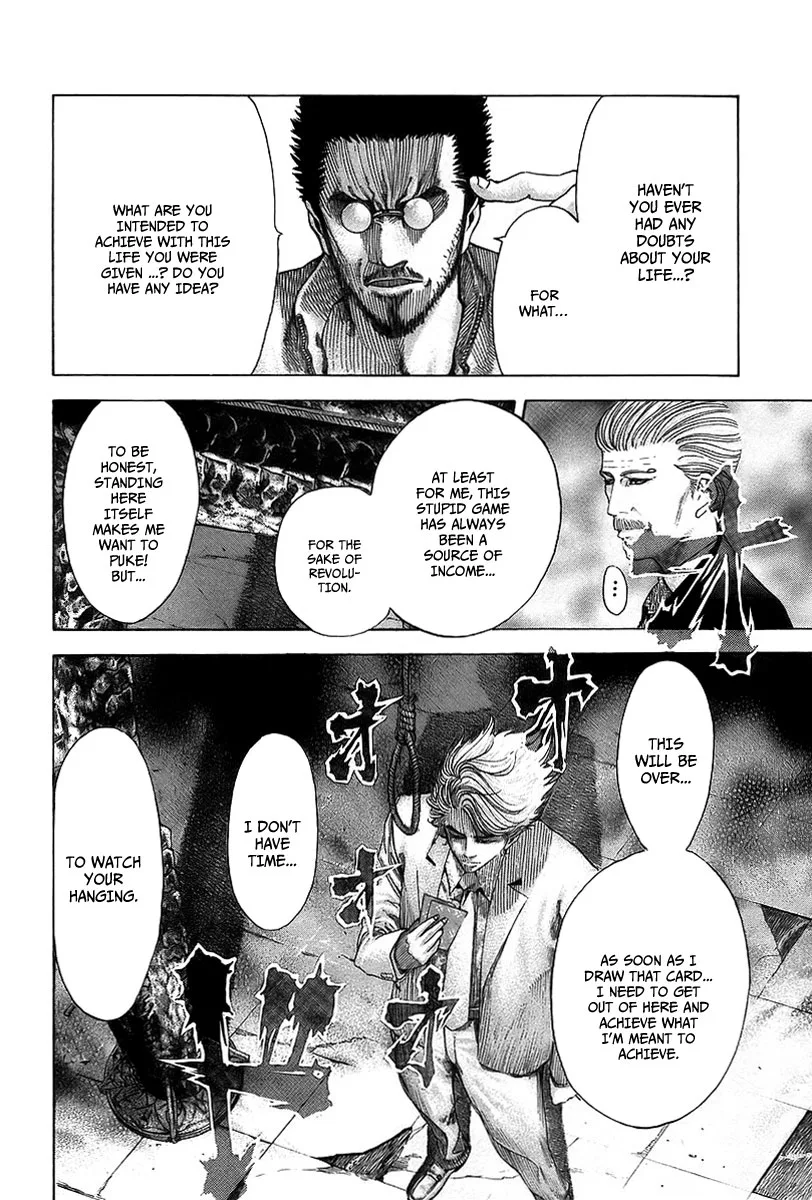 HAVEN'T
YOU EVER
HAD ANY
DOUBTS
ABOUT YOUR
LIFE...?
FOR
WHAT...
WHAT ARE YOU
INTENDED TO
ACHIEVE WITH THIS
LIFE YOU WERE
GIVEN ...? DO YOU
HAVE ANY IDEA?
...
AT LEAST
FOR ME, THIS
STUPID GAME
HAS ALWAYS
BEEN A
SOURCE OF
INCOME...
FOR THE
SAKE OF
REVOLU-
TION.
TO BE
HONEST,
STANDING
HERE
ITSELF
MAKES ME
WANT TO
PUKE!
BUT...
THIS
WILL BE
OVER...
AS SOON AS I
DRAW THAT CARD...
I NEED TO GET
OUT OF HERE AND
ACHIEVE WHAT
I'M MEANT TO
ACHIEVE.
オ
オ
オ
オ
I DON'T
HAVE
TIME...
TO WATCH
YOUR
HANGING.